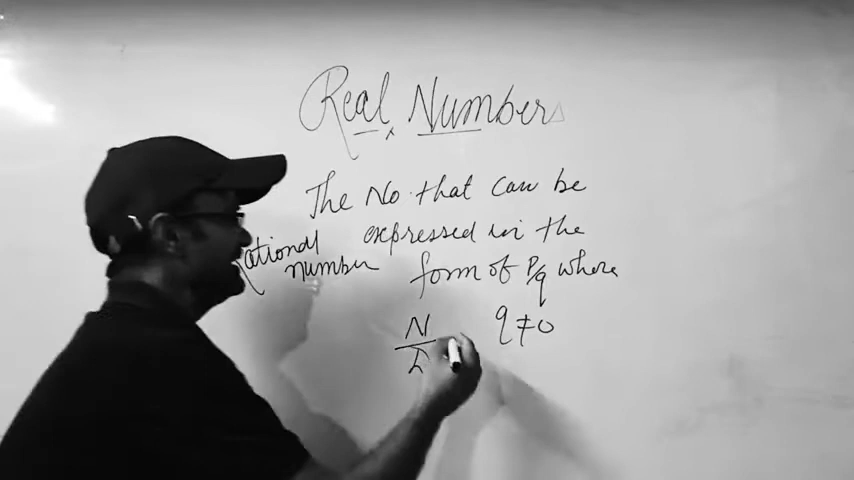 Real Numbers
The No. that can be
expressed in the
rational
number
form of P/q where
q ≠ 0
N